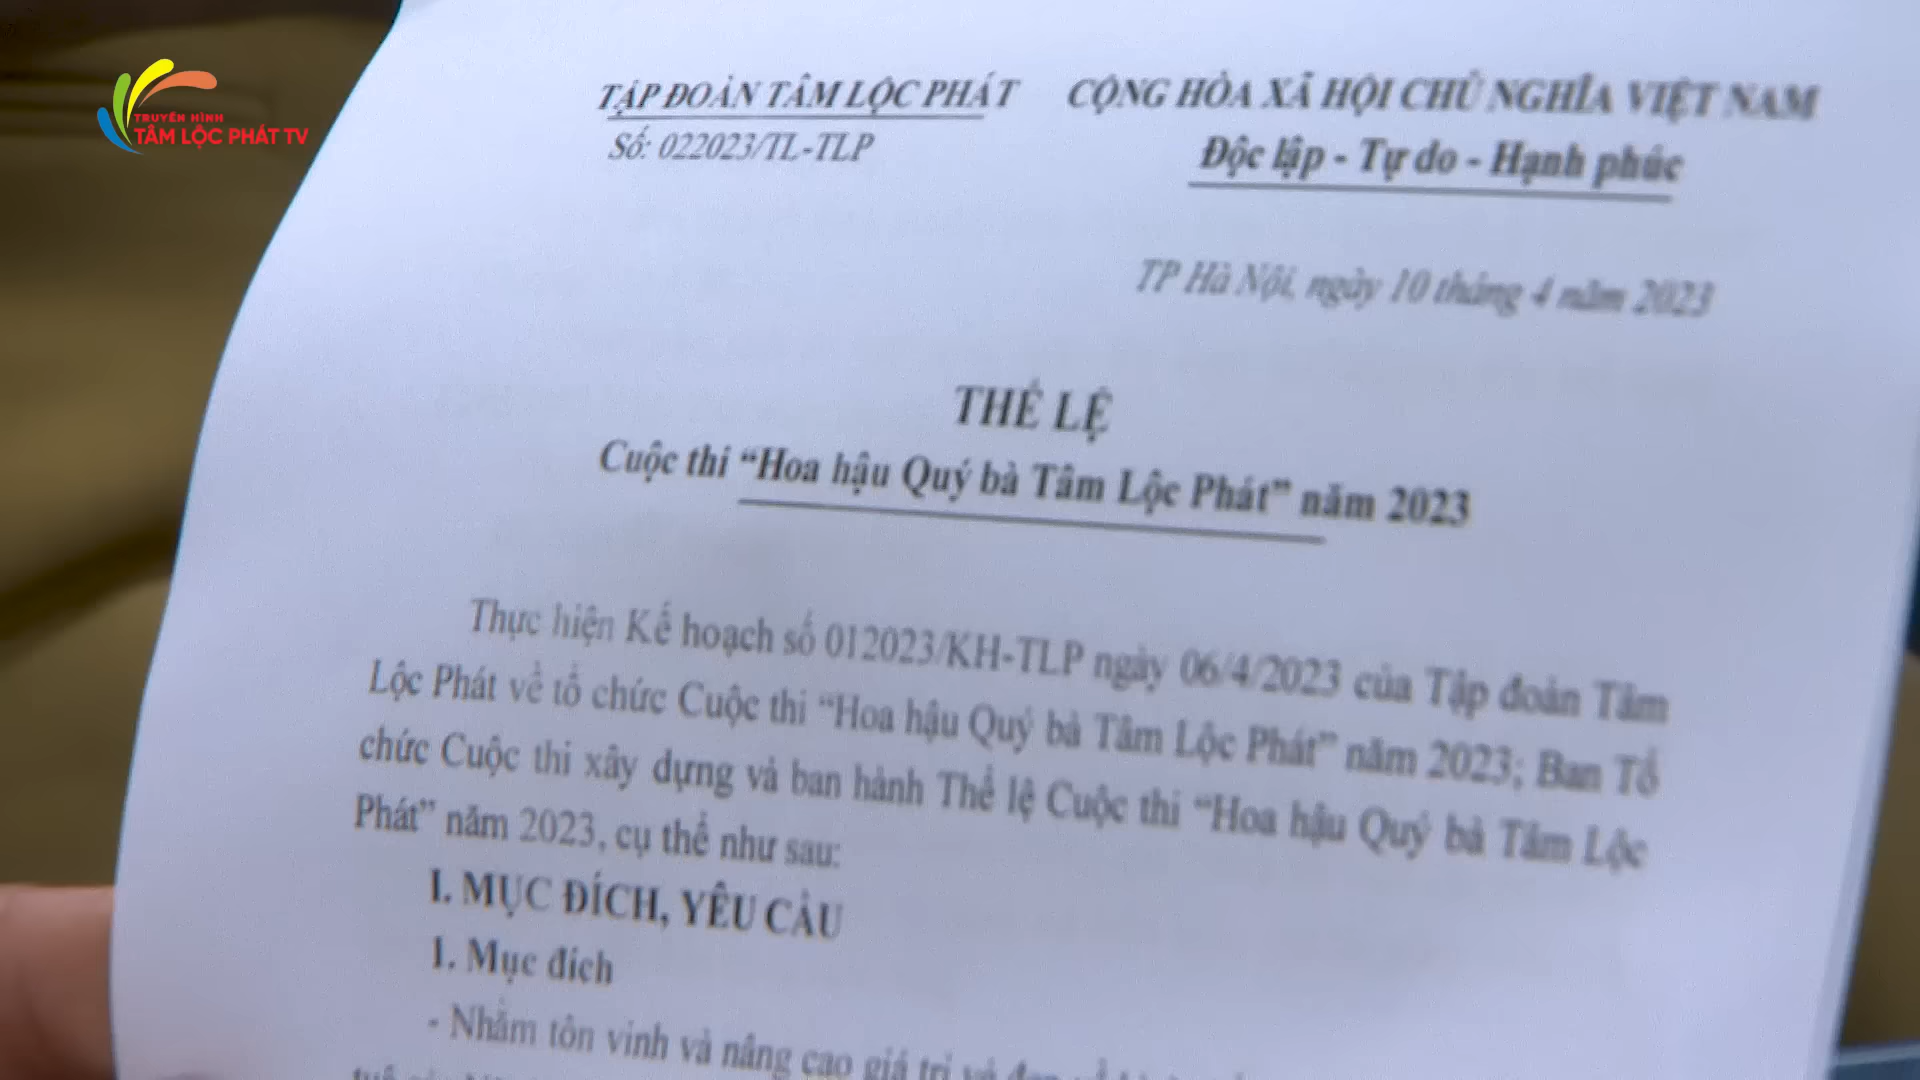 TRUYỀN HÌNH
TÂM LỘC PHÁT TV
TẬP ĐOÀN TÂM LỘC PHÁT
Số: 022023/TL-TLP
CỘNG HÒA XÃ HỘI CHỦ NGHĨA VIỆT NAM
Độc lập - Tự do - Hạnh phúc
TP Hà Nội, ngày 10 tháng 4 năm 2023
THỂ LỆ
Cuộc thi “Hoa hậu Quý bà Tâm Lộc Phát” năm 2023
Thực hiện Kế hoạch số 012023/KH-TLP ngày 06/4/2023 của Tập đoàn Tâm
Lộc Phát về tổ chức Cuộc thi “Hoa hậu Quý bà Tâm Lộc Phát” năm 2023; Ban Tổ
chức Cuộc thi xây dựng và ban hành Thể lệ Cuộc thi “Hoa hậu Quý bà Tâm Lộc
Phát” năm 2023, cụ thể như sau:
I. MỤC ĐÍCH, YÊU CẦU
1. Mục đích
- Nhằm tôn vinh và nâng cao giá trị vẻ đẹp